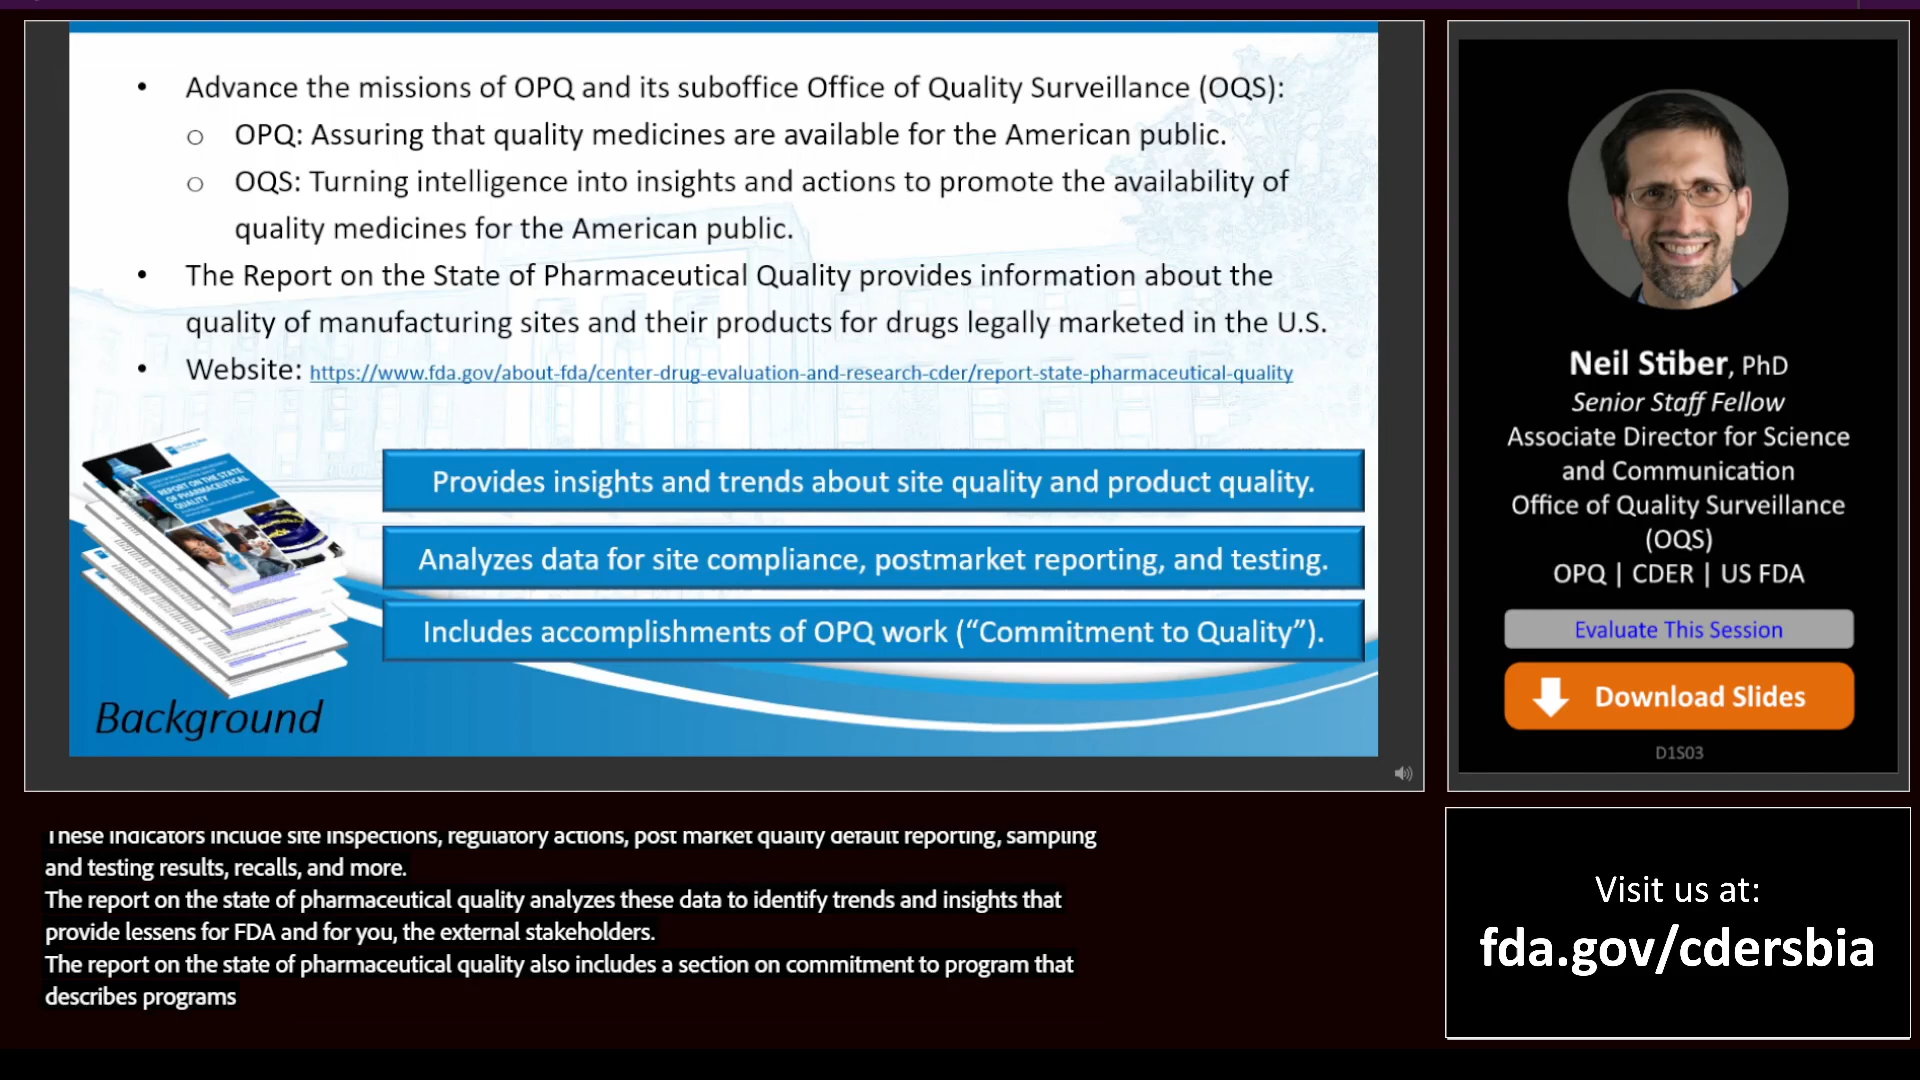 • Advance the missions of OPQ and its suboffice Office of Quality Surveillance (OQS):
o OPQ: Assuring that quality medicines are available for the American public.
o OQS: Turning intelligence into insights and actions to promote the availability of
quality medicines for the American public.
• The Report on the State of Pharmaceutical Quality provides information about the
quality of manufacturing sites and their products for drugs legally marketed in the U.S.
• Website: https://www.fda.gov/about-fda/center-drug-evaluation-and-research-cder/report-state-pharmaceutical-quality
REPORT ON THE STATE
OF PHARMACEUTICAL
QUALITY
Provides insights and trends about site quality and product quality.
Analyzes data for site compliance, postmarket reporting, and testing.
Includes accomplishments of OPQ work (“Commitment to Quality”).
Background
Neil Stiber, PhD
Senior Staff Fellow
Associate Director for Science
and Communication
Office of Quality Surveillance
(OQS)
OPQ | CDER | US FDA
Evaluate This Session
Download Slides
D1S03
These indicators include site inspections, regulatory actions, post market quality default reporting, sampling
and testing results, recalls, and more.
The report on the state of pharmaceutical quality analyzes these data to identify trends and insights that
provide lessens for FDA and for you, the external stakeholders.
The report on the state of pharmaceutical quality also includes a section on commitment to program that
describes programs
Visit us at:
fda.gov/cdersbia